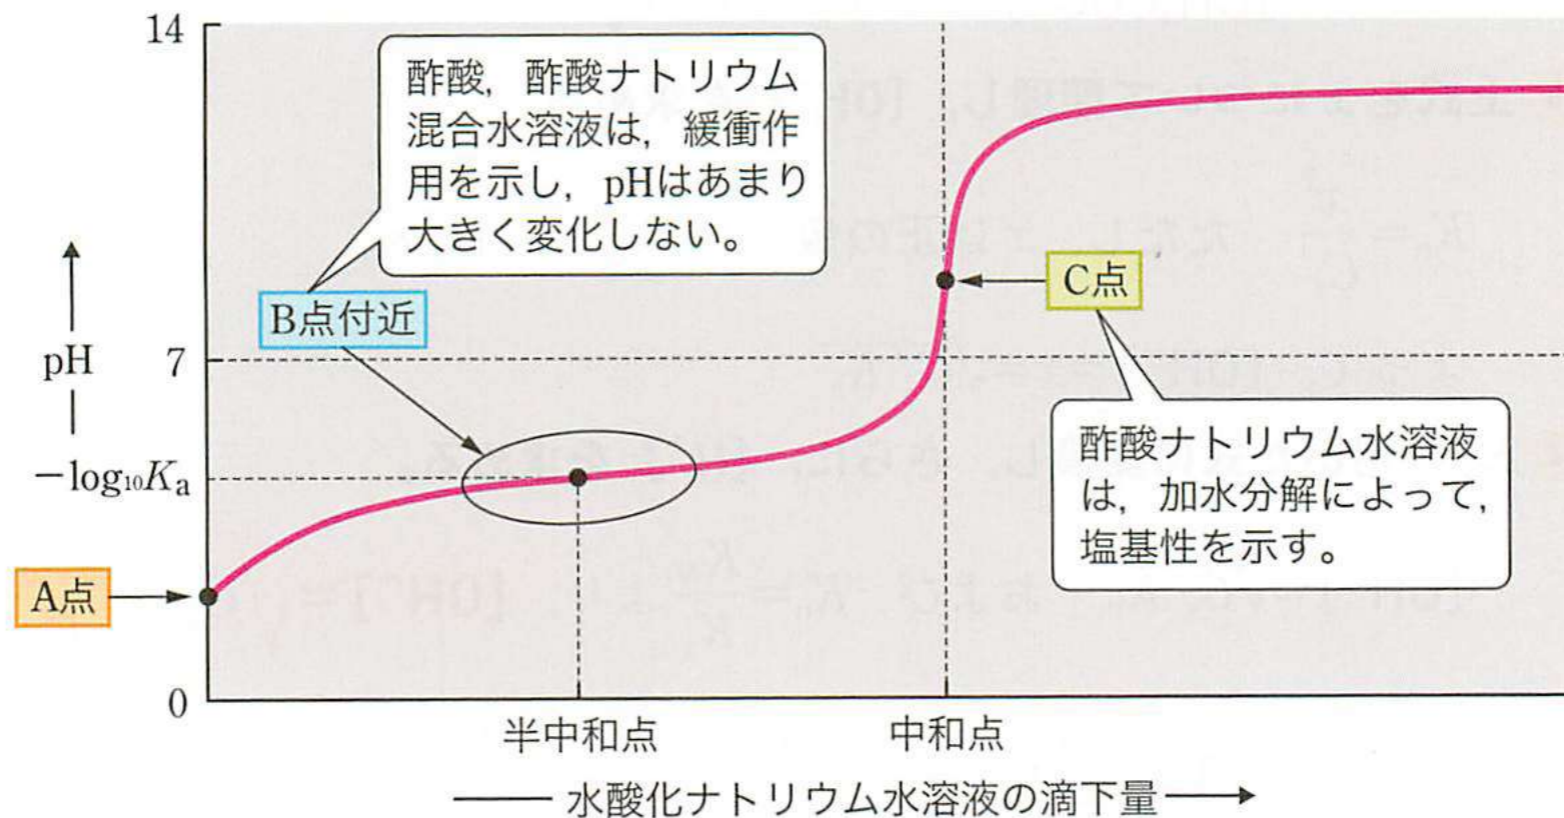 14
酢酸，酢酸ナトリウム
混合水溶液は，緩衝作
用を示し，pHはあまり
大きく変化しない。
B点付近
C点
pH
7
酢酸ナトリウム水溶液
は，加水分解によって，
塩基性を示す。
−log₁₀Kₐ
A点
0
半中和点
中和点
水酸化ナトリウム水溶液の滴下量